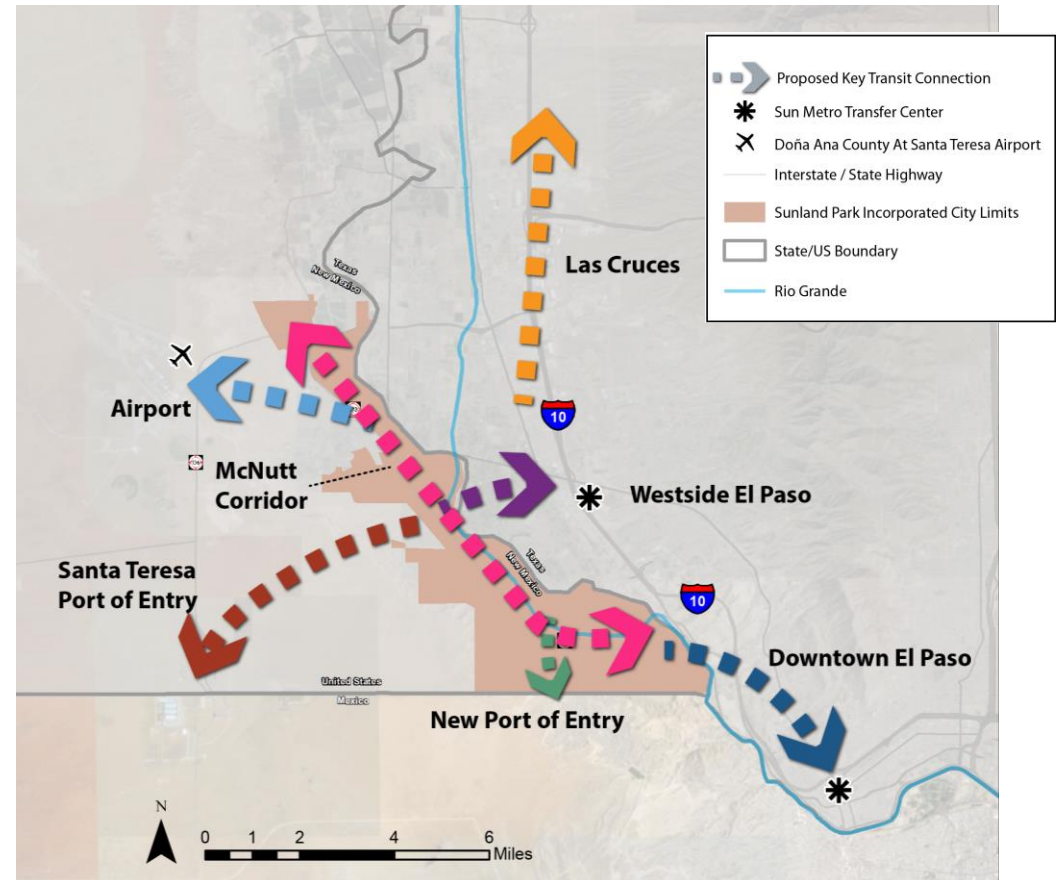 Proposed Key Transit Connection
Sun Metro Transfer Center
Doña Ana County At Santa Teresa Airport
Interstate / State Highway
Sunland Park Incorporated City Limits
State/US Boundary
Rio Grande
Texas
New Mexico
Las Cruces
10
Airport
McNutt
Corridor
Westside El Paso
Texas
New Mexico
Santa Teresa
Port of Entry
10
Downtown El Paso
United States
Mexico
New Port of Entry
N
0 1 2 4 6
Miles